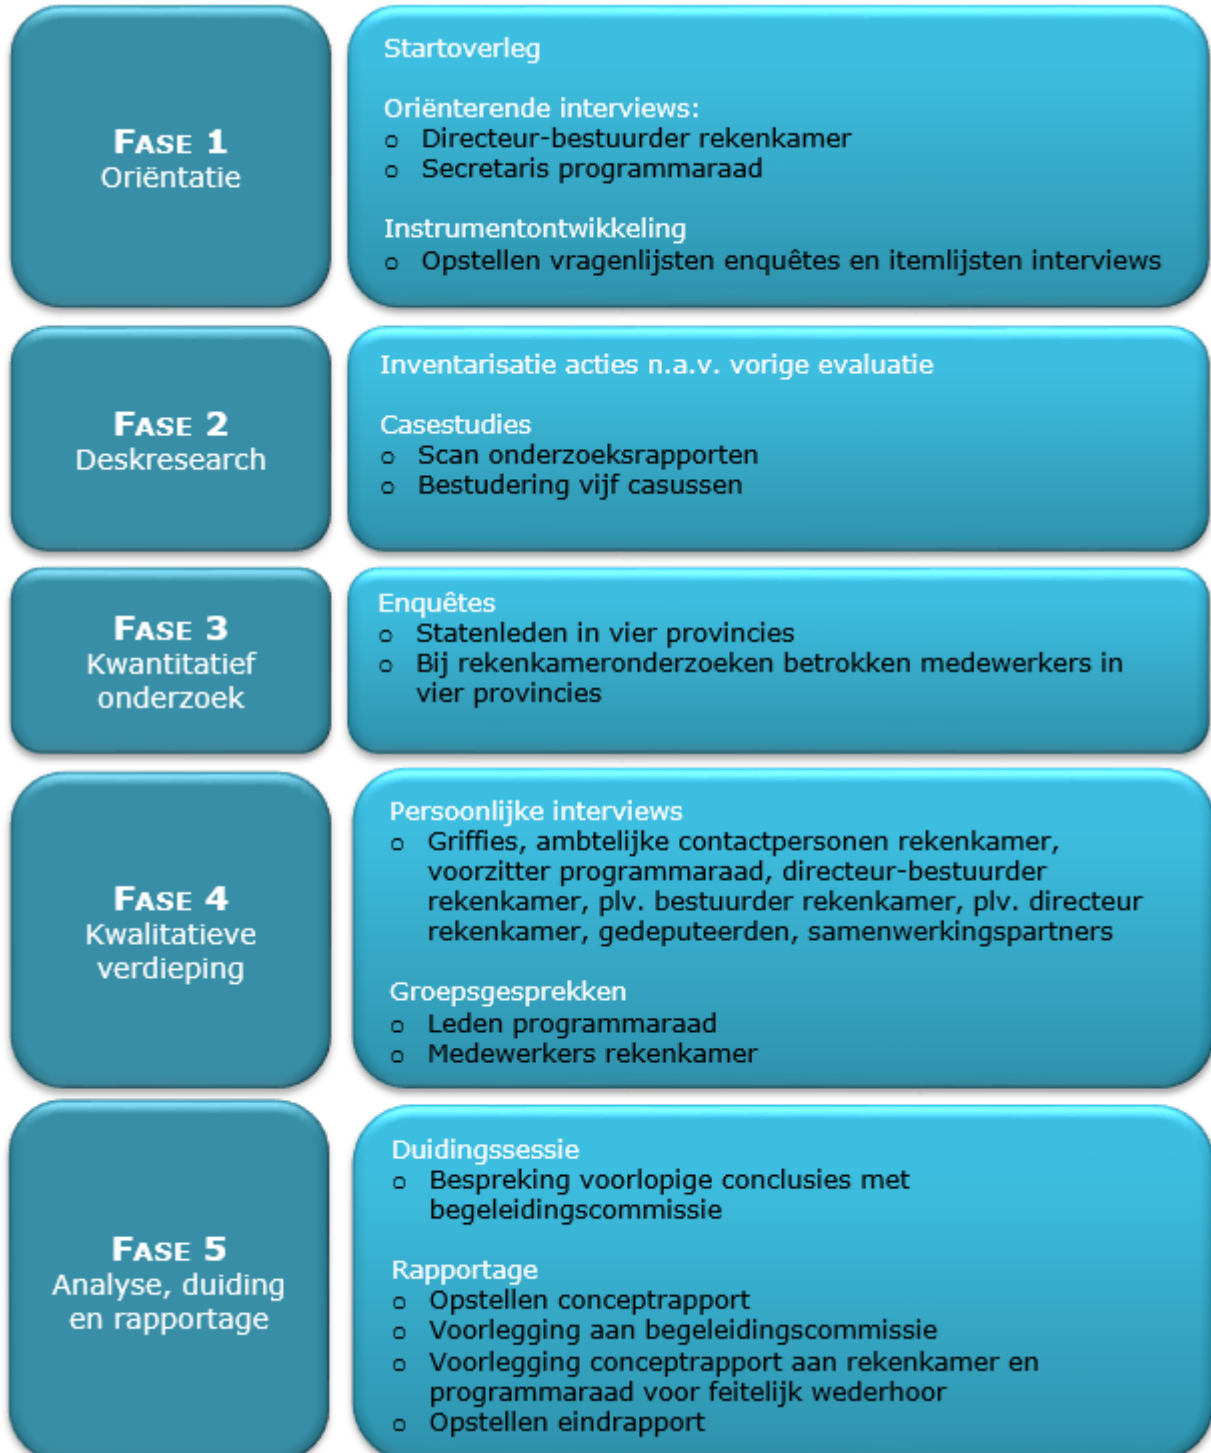 FASE 1
Oriëntatie
Startoverleg
Oriënterende interviews:
o Directeur-bestuurder rekenkamer
o Secretaris programmaraad
Instrumentontwikkeling
o Opstellen vragenlijsten enquêtes en itemlijsten interviews
FASE 2
Deskresearch
Inventarisatie acties n.a.v. vorige evaluatie
Casestudies
o Scan onderzoeksrapporten
o Bestudering vijf casussen
FASE 3
Kwantitatief
onderzoek
Enquêtes
o Statenleden in vier provincies
o Bij rekenkameronderzoeken betrokken medewerkers in
vier provincies
FASE 4
Kwalitatieve
verdieping
Persoonlijke interviews
o Griffies, ambtelijke contactpersonen rekenkamer,
voorzitter programmaraad, directeur-bestuurder
rekenkamer, plv. bestuurder rekenkamer, plv. directeur
rekenkamer, gedeputeerden, samenwerkingspartners
Groepsgesprekken
o Leden programmaraad
o Medewerkers rekenkamer
FASE 5
Analyse, duiding
en rapportage
Duidingssessie
o Bespreking voorlopige conclusies met
begeleidingscommissie
Rapportage
o Opstellen conceptrapport
o Voorlegging aan begeleidingscommissie
o Voorlegging conceptrapport aan rekenkamer en
programmaraad voor feitelijk wederhoor
o Opstellen eindrapport